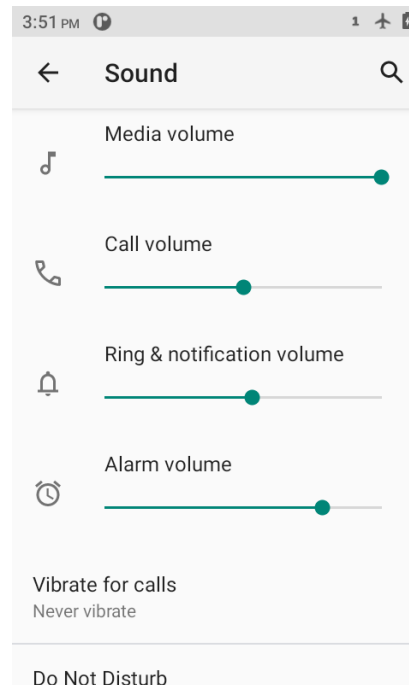 3:51 PM 1
Sound
Media volume
Call volume
Ring & notification volume
Alarm volume
Vibrate for calls
Never vibrate
Do Not Disturb